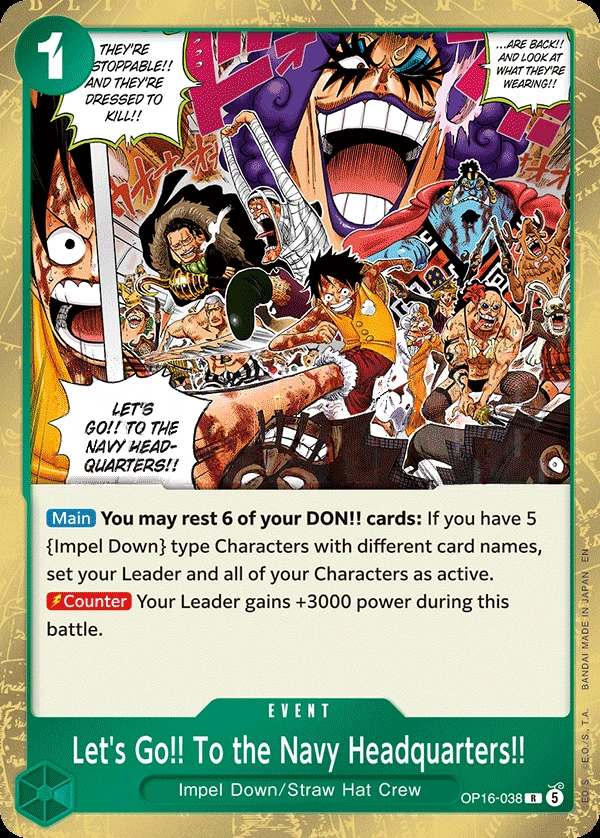 1
THEY'RE
STOPPABLE!!
AND THEY'RE
DRESSED TO
KILL!!
...ARE BACK!!
AND LOOK AT
WHAT THEY'RE
WEARING!!
LET'S
GO!! TO THE
NAVY HEAD-
QUARTERS!!
Main You may rest 6 of your DON!! cards: If you have 5
{Impel Down} type Characters with different card names,
set your Leader and all of your Characters as active.
Counter Your Leader gains +3000 power during this
battle.
EVENT
Let's Go!! To the Navy Headquarters!!
Impel Down/Straw Hat Crew
OP16-038 R 5
BANDAI MADE IN JAPAN EN